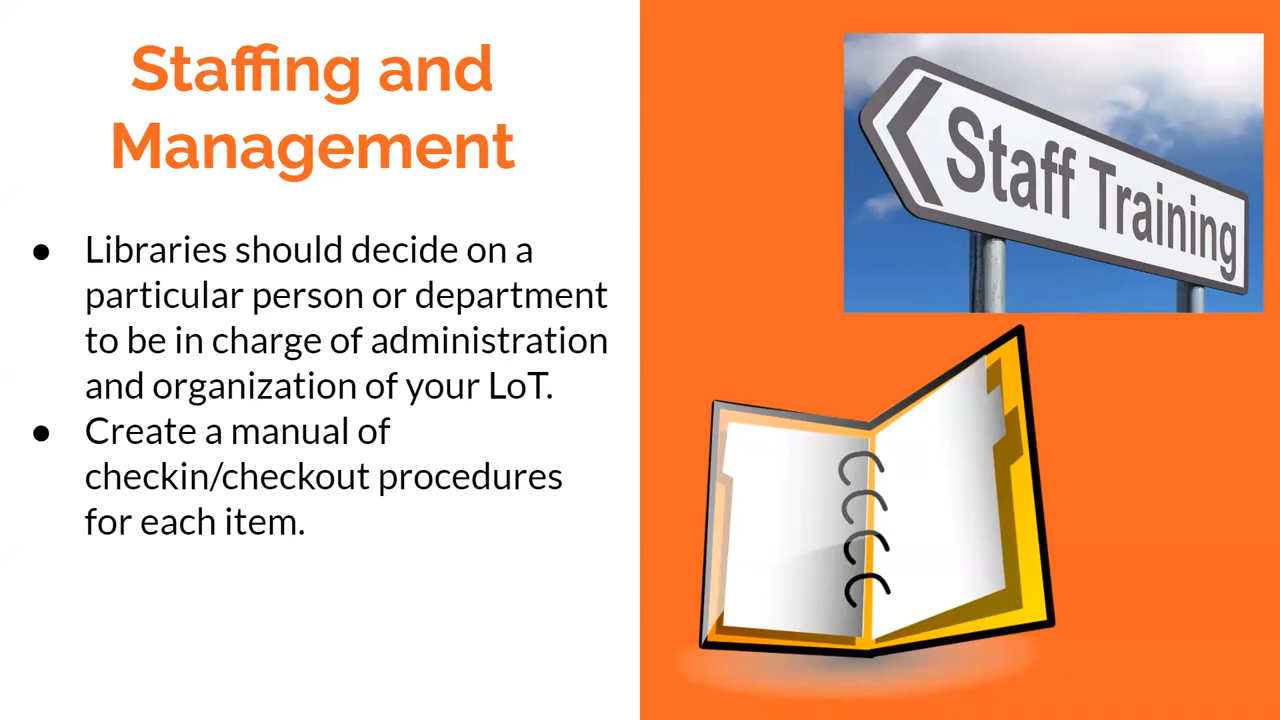 Staffing and
Management
● Libraries should decide on a
particular person or department
to be in charge of administration
and organization of your LoT.
● Create a manual of
checkin/checkout procedures
for each item.
Staff Training